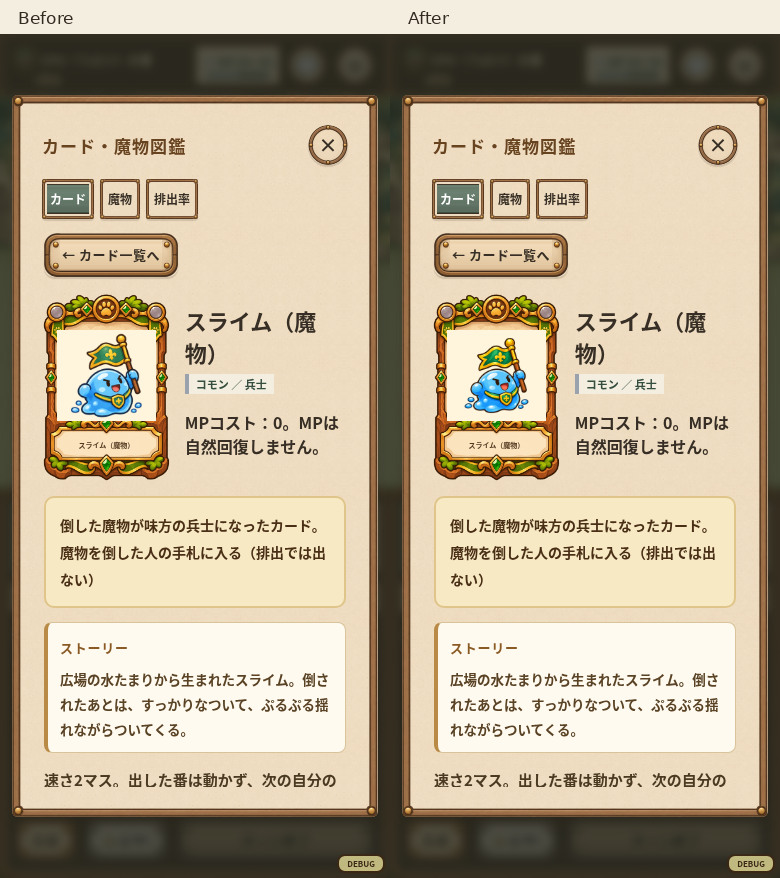 Before
カード・魔物図鑑
カード 魔物 排出率
← カード一覧へ
スライム（魔
物）
コモン ／ 兵士
MPコスト：0。MPは
自然回復しません。
スライム（魔物）
倒した魔物が味方の兵士になったカード。
魔物を倒した人の手札に入る（排出では出
ない）
ストーリー
広場の水たまりから生まれたスライム。倒さ
れたあとは、すっかりなついて、ぷるぷる揺
れながらついてくる。
速さ2マス。出した番は動かず、次の自分の
DEBUG
After
カード・魔物図鑑
カード 魔物 排出率
← カード一覧へ
スライム（魔
物）
コモン ／ 兵士
MPコスト：0。MPは
自然回復しません。
スライム（魔物）
倒した魔物が味方の兵士になったカード。
魔物を倒した人の手札に入る（排出では出
ない）
ストーリー
広場の水たまりから生まれたスライム。倒さ
れたあとは、すっかりなついて、ぷるぷる揺
れながらついてくる。
速さ2マス。出した番は動かず、次の自分の
DEBUG